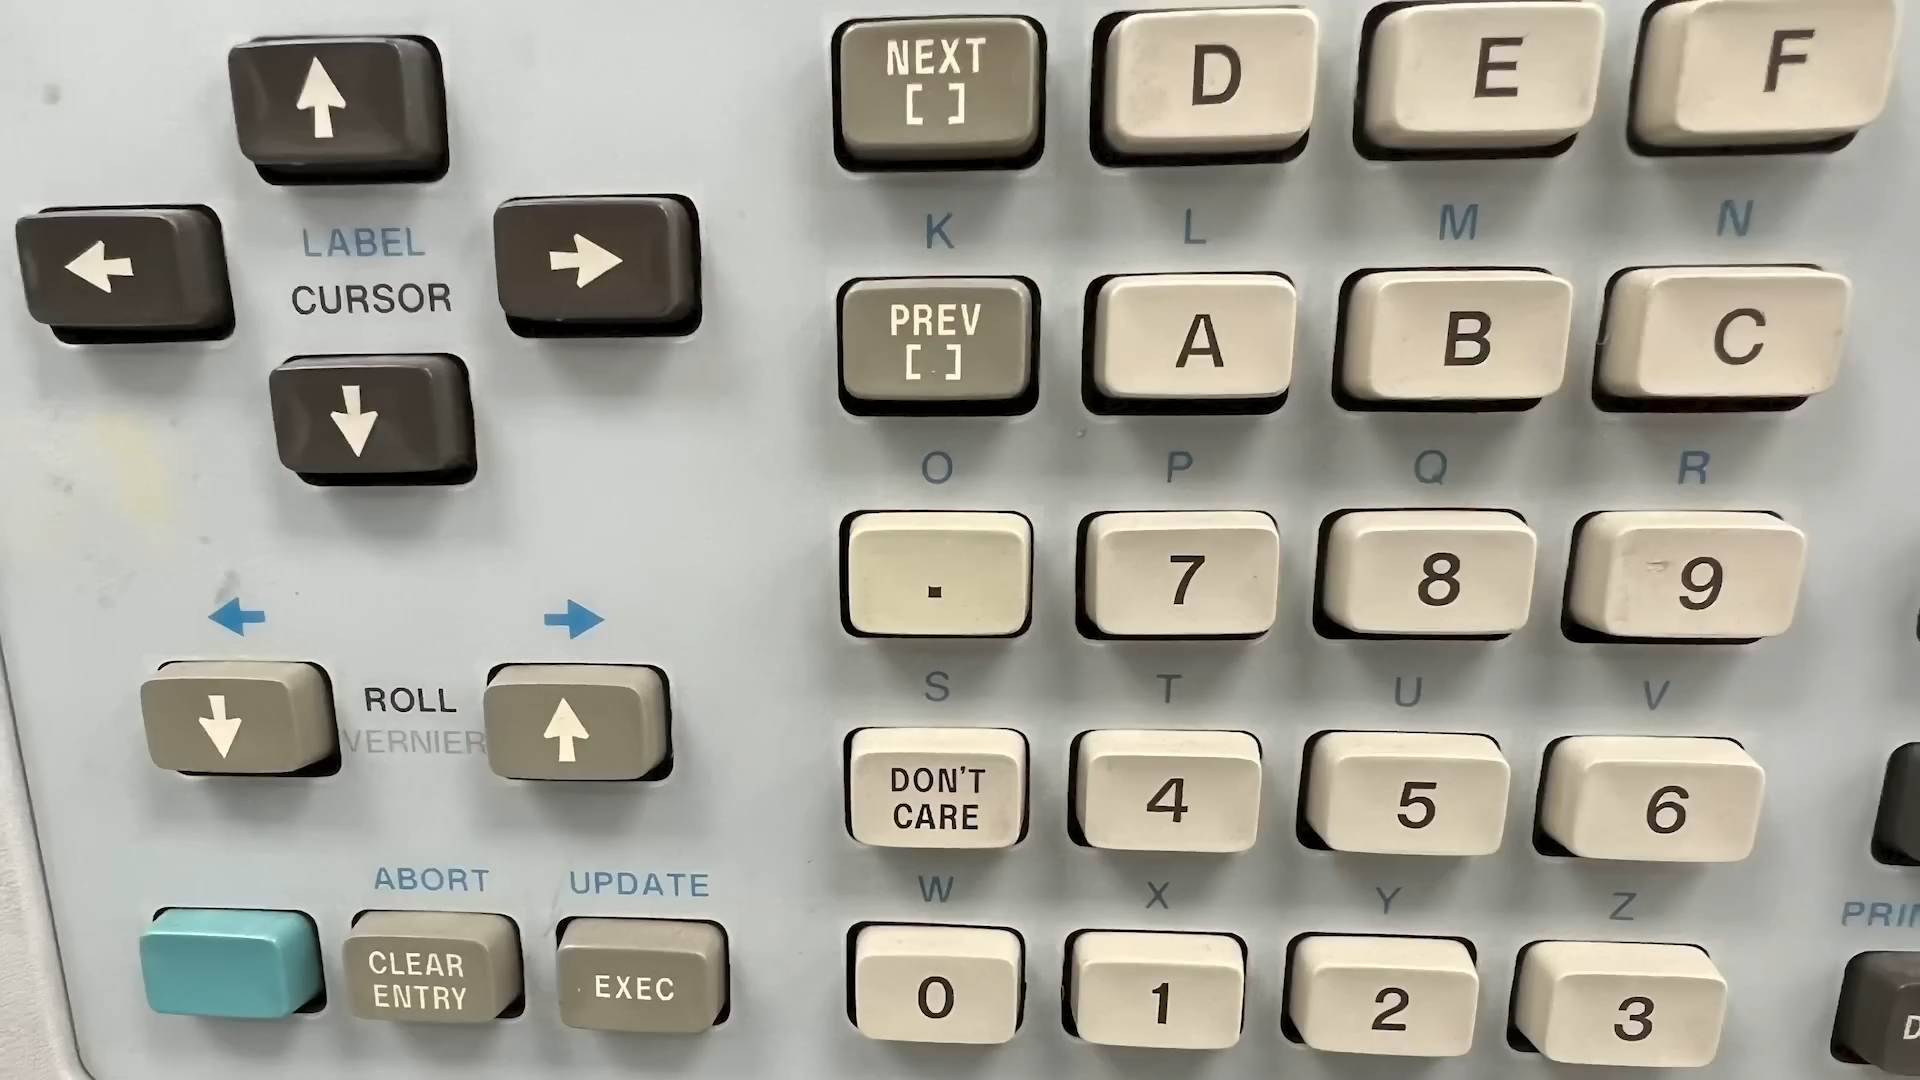 NEXT
[ ]
D
E
F
LABEL
CURSOR
K
L
M
N
PREV
[ ]
A
B
C
O
P
Q
R
.
7
8
9
ROLL
VERNIER
S
T
U
V
DON'T
CARE
4
5
6
ABORT
UPDATE
W
X
Y
Z
CLEAR
ENTRY
EXEC
0
1
2
3